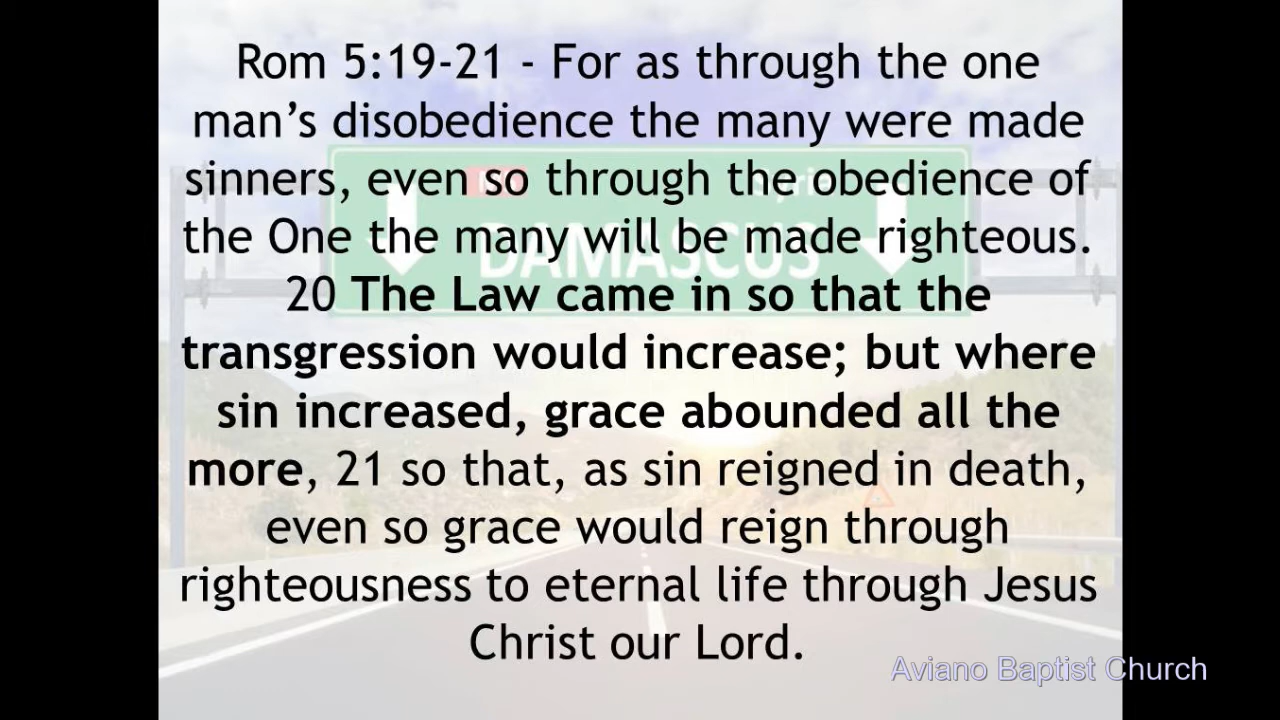 Rom 5:19-21 - For as through the one
man’s disobedience the many were made
sinners, even so through the obedience of
the One the many will be made righteous.
20 The Law came in so that the
transgression would increase; but where
sin increased, grace abounded all the
more, 21 so that, as sin reigned in death,
even so grace would reign through
righteousness to eternal life through Jesus
Christ our Lord.
DAMASCUS
Aviano Baptist Church